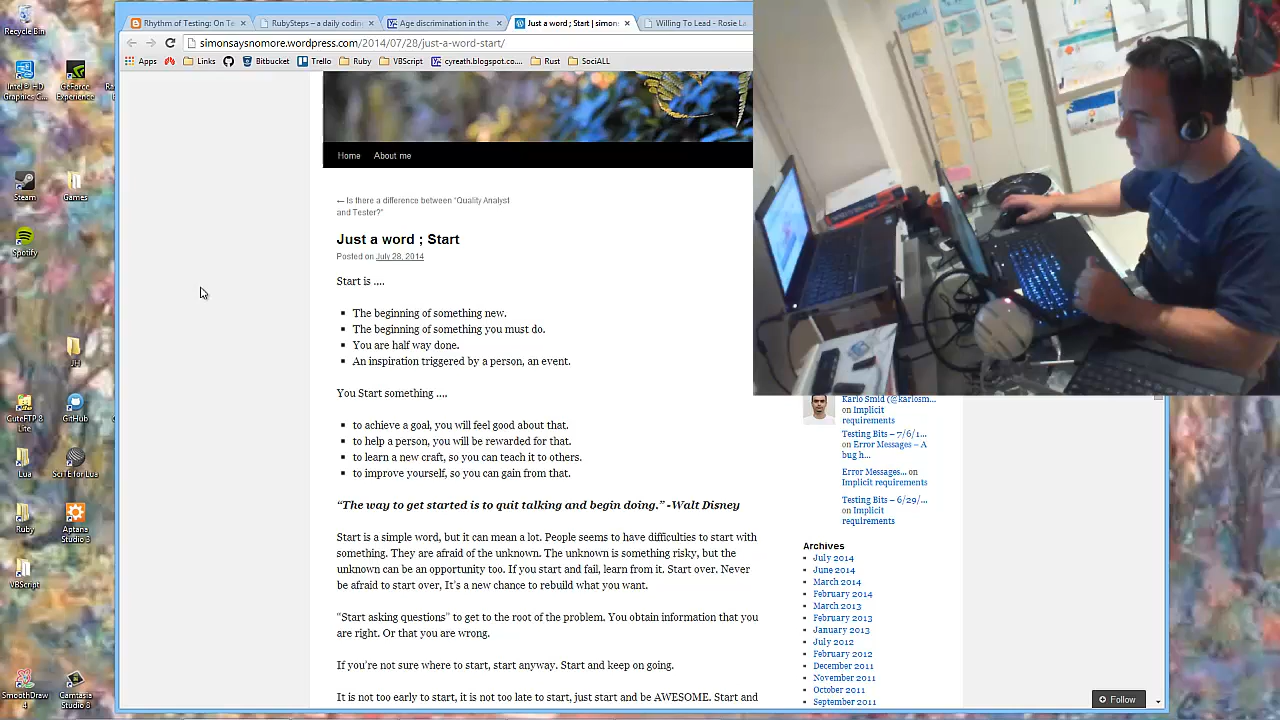 Recycle Bin
Intel® HD
Graphics C...
GeForce
Experience
Steam
Games
Spotify
JH
CuteFTP 8
Lite
GitHub
Lua
SciTE for Lua
Ruby
Aptana
Studio 3
VBScript
SmoothDraw
4
Camtasia
Studio 8
Rhythm of Testing: On Te
RubySteps – a daily coding
Age discrimination in the
Just a word ; Start | simon
Willing To Lead - Rosie La
simonsaysnomore.wordpress.com/2014/07/28/just-a-word-start/
Apps
Links
Bitbucket
Trello
Ruby
VBScript
cyreath.blogspot.co....
Rust
SociALL
Home
About me
← Is there a difference between “Quality Analyst
and Tester?”
Just a word ; Start
Posted on July 28, 2014
Start is ....
The beginning of something new.
The beginning of something you must do.
You are half way done.
An inspiration triggered by a person, an event.
You Start something ....
to achieve a goal, you will feel good about that.
to help a person, you will be rewarded for that.
to learn a new craft, so you can teach it to others.
to improve yourself, so you can gain from that.
“The way to get started is to quit talking and begin doing.” -Walt Disney
Start is a simple word, but it can mean a lot. People seems to have difficulties to start with
something. They are afraid of the unknown. The unknown is something risky, but the
unknown can be an opportunity too. If you start and fail, learn from it. Start over. Never
be afraid to start over, It’s a new chance to rebuild what you want.
“Start asking questions” to get to the root of the problem. You obtain information that you
are right. Or that you are wrong.
If you’re not sure where to start, start anyway. Start and keep on going.
It is not too early to start, it is not too late to start, just start and be AWESOME. Start and
Karlo Smid (@karlosm...
on Implicit
requirements
Testing Bits – 7/6/1...
on Error Messages – A
bug h...
Error Messages... on
Implicit requirements
Testing Bits – 6/29/...
on Implicit
requirements
Archives
July 2014
June 2014
March 2014
February 2014
March 2013
February 2013
January 2013
July 2012
February 2012
December 2011
November 2011
October 2011
September 2011
Follow